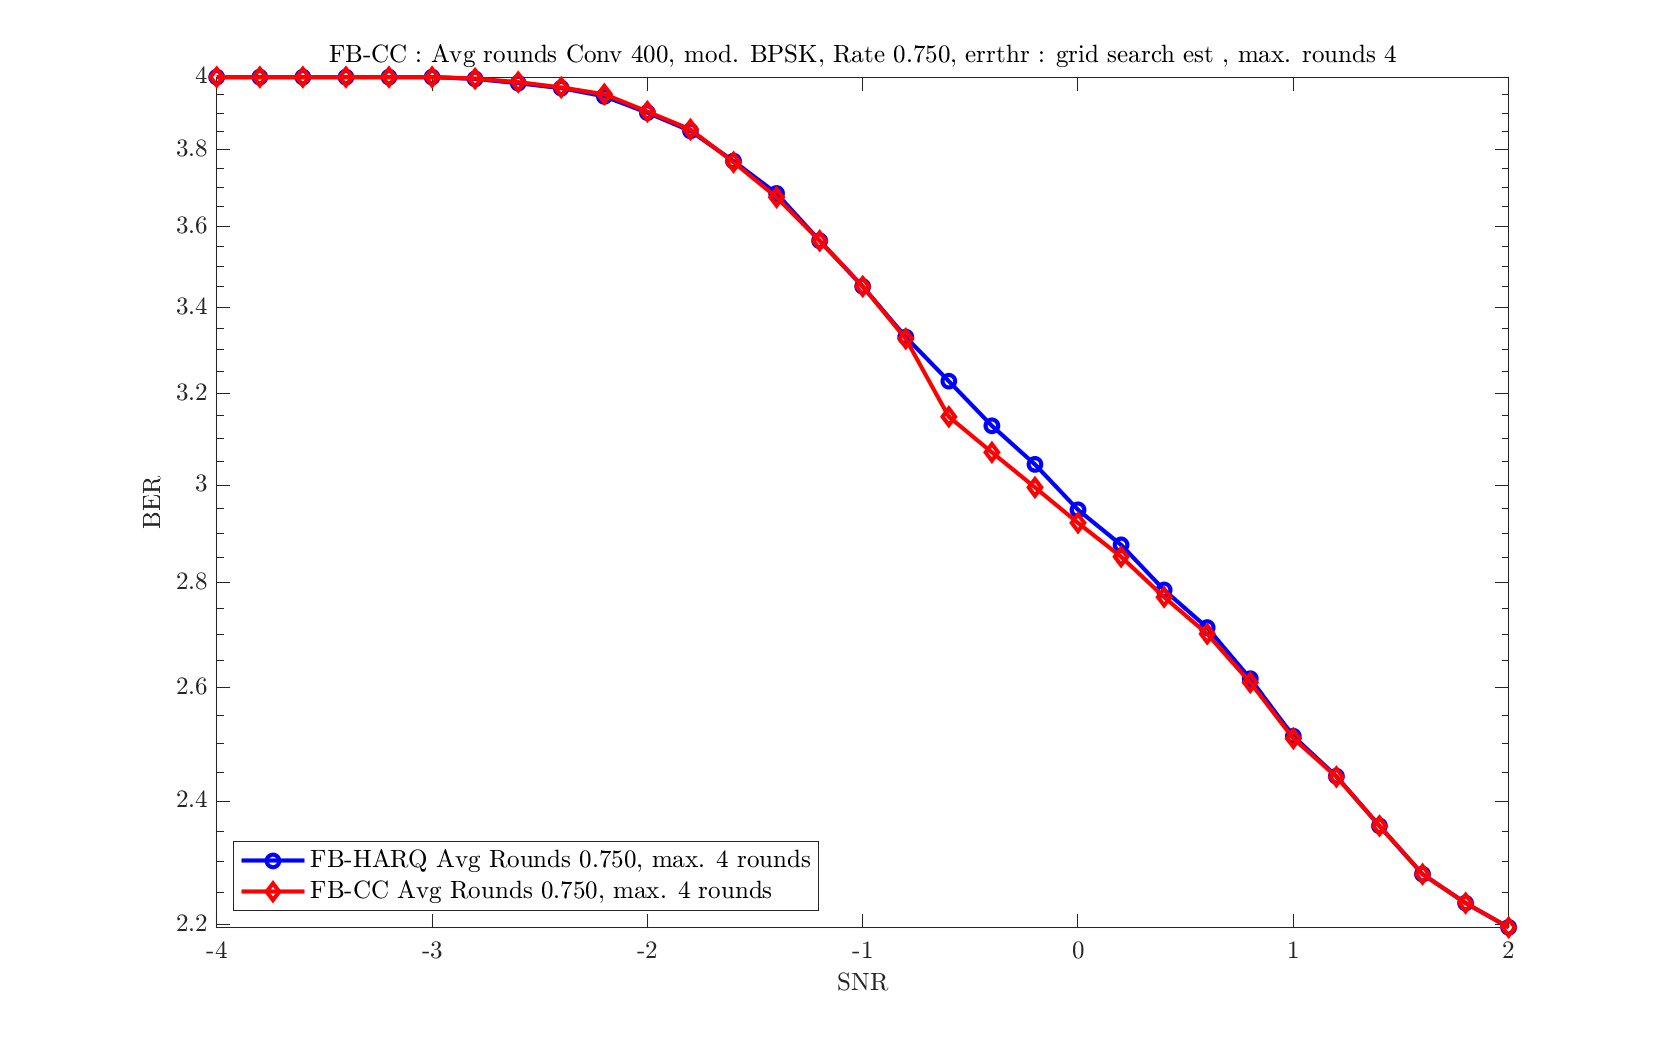 FB-CC : Avg rounds Conv 400, mod. BPSK, Rate 0.750, errthr : grid search est , max. rounds 4
4
3.8
3.6
3.4
3.2
3
2.8
2.6
2.4
2.2
BER
FB-HARQ Avg Rounds 0.750, max. 4 rounds
FB-CC Avg Rounds 0.750, max. 4 rounds
-4 -3 -2 -1 0 1 2
SNR